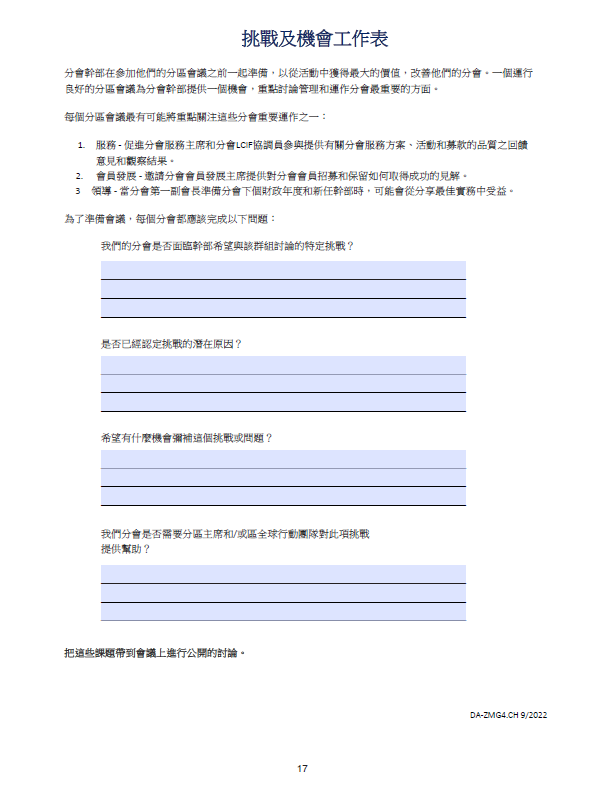 挑戰及機會工作表
分會幹部在參加他們的分區會議之前一起準備，以從活動中獲得最大的價值，改善他們的分會。一個運行
良好的分區會議為分會幹部提供一個機會，重點討論管理和運作分會最重要的方面。
每個分區會議最有可能將重點關注這些分會重要運作之一：
1. 服務 - 促進分會服務主席和分會LCIF協調員參與提供有關分會服務方案、活動和募款的品質之回饋
意見和觀察結果。
2. 會員發展 - 邀請分會會員發展主席提供對分會會員招募和保留如何取得成功的見解。
3 領導 - 當分會第一副會長準備分會下個財政年度和新任幹部時，可能會從分享最佳實務中受益。
為了準備會議，每個分會都應該完成以下問題：
我們的分會是否面臨幹部希望與該群組討論的特定挑戰？
是否已經認定挑戰的潛在原因？
希望有什麼機會彌補這個挑戰或問題？
我們分會是否需要分區主席和/或區全球行動團隊對此項挑戰
提供幫助？
把這些課題帶到會議上進行公開的討論。
DA-ZMG4.CH 9/2022
17